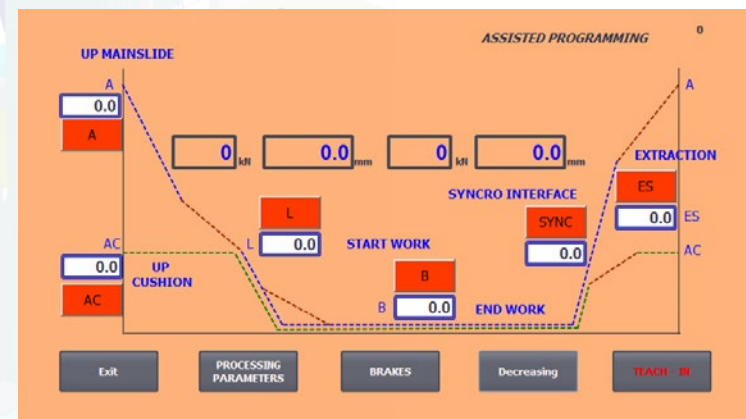 ASSISTED PROGRAMMING
0
UP MAINSLIDE
A
0.0
A
A
0 kN
0.0 mm
0 kN
0.0 mm
EXTRACTION
ES
0.0 ES
SYNCRO INTERFACE
SYNC
0.0
L
L 0.0
START WORK
AC
0.0
AC
UP
CUSHION
AC
B
B 0.0
END WORK
Exit
PROCESSING
PARAMETERS
BRAKES
Decreasing
TEACH - IN